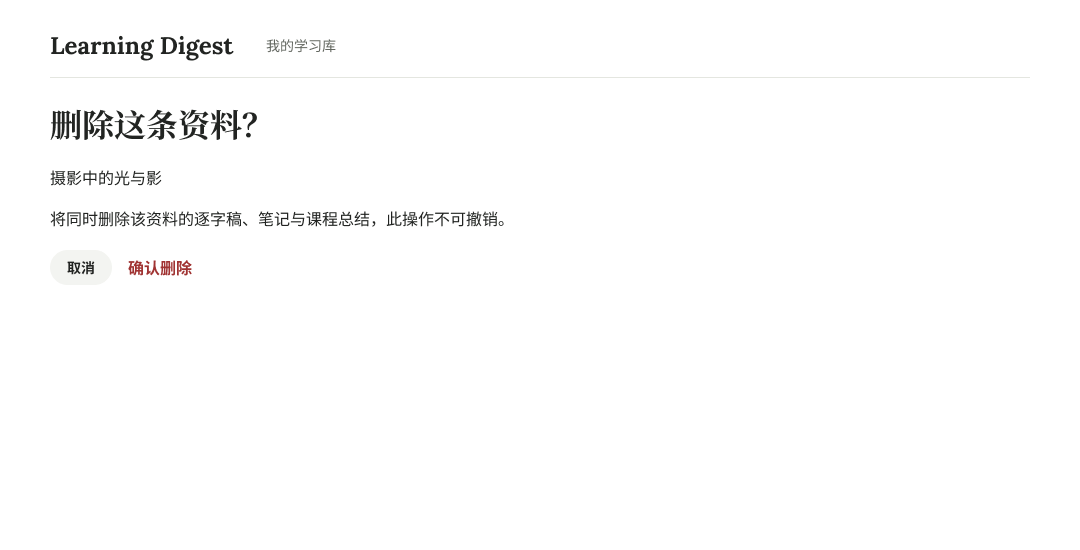 Learning Digest
我的学习库
删除这条资料?
摄影中的光与影
将同时删除该资料的逐字稿、笔记与课程总结，此操作不可撤销。
取消
确认删除